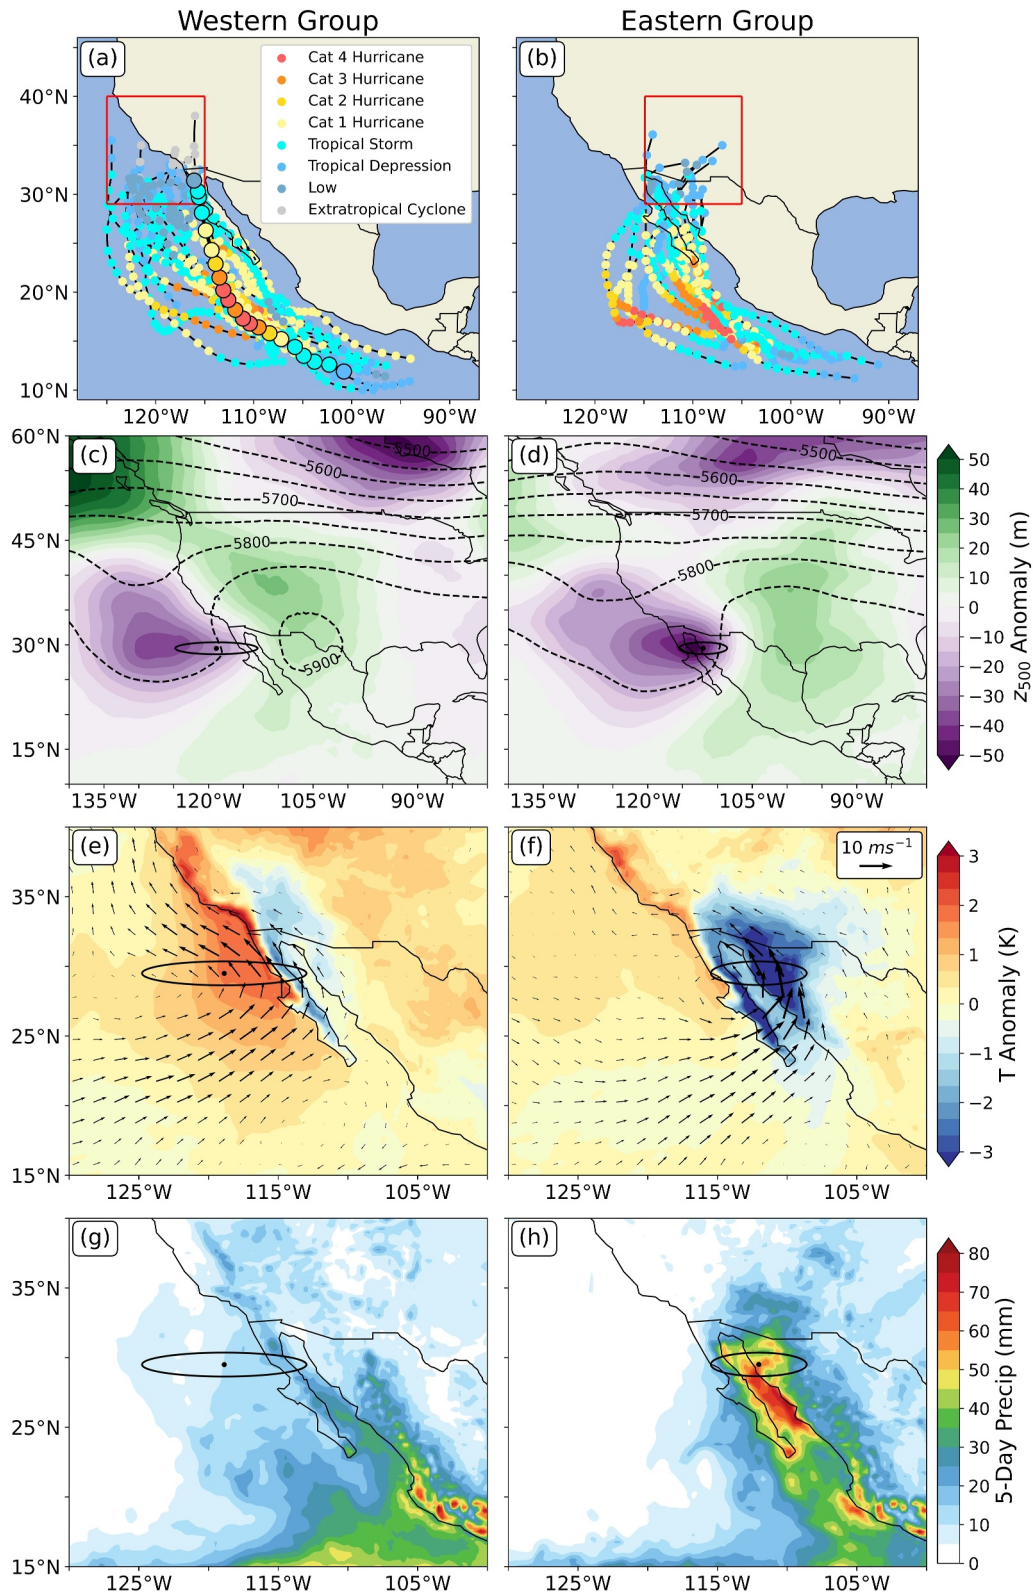 Western Group
Eastern Group
(a)
Cat 4 Hurricane
Cat 3 Hurricane
Cat 2 Hurricane
Cat 1 Hurricane
Tropical Storm
Tropical Depression
Low
Extratropical Cyclone
(b)
40°N
30°N
20°N
10°N
120°W 110°W 100°W 90°W
120°W 110°W 100°W 90°W
60°N
45°N
30°N
15°N
(c)
5500
5600
5700
5800
5900
(d)
5500
5600
5700
5800
135°W 120°W 105°W 90°W
135°W 120°W 105°W 90°W
50
40
30
20
10
0
−10
−20
−30
−40
−50
z500 Anomaly (m)
(e)
(f)
10 ms⁻¹
35°N
25°N
15°N
125°W 115°W 105°W
125°W 115°W 105°W
3
2
1
0
−1
−2
−3
T Anomaly (K)
(g)
(h)
35°N
25°N
15°N
125°W 115°W 105°W
125°W 115°W 105°W
80
70
60
50
40
30
20
10
0
5-Day Precip (mm)